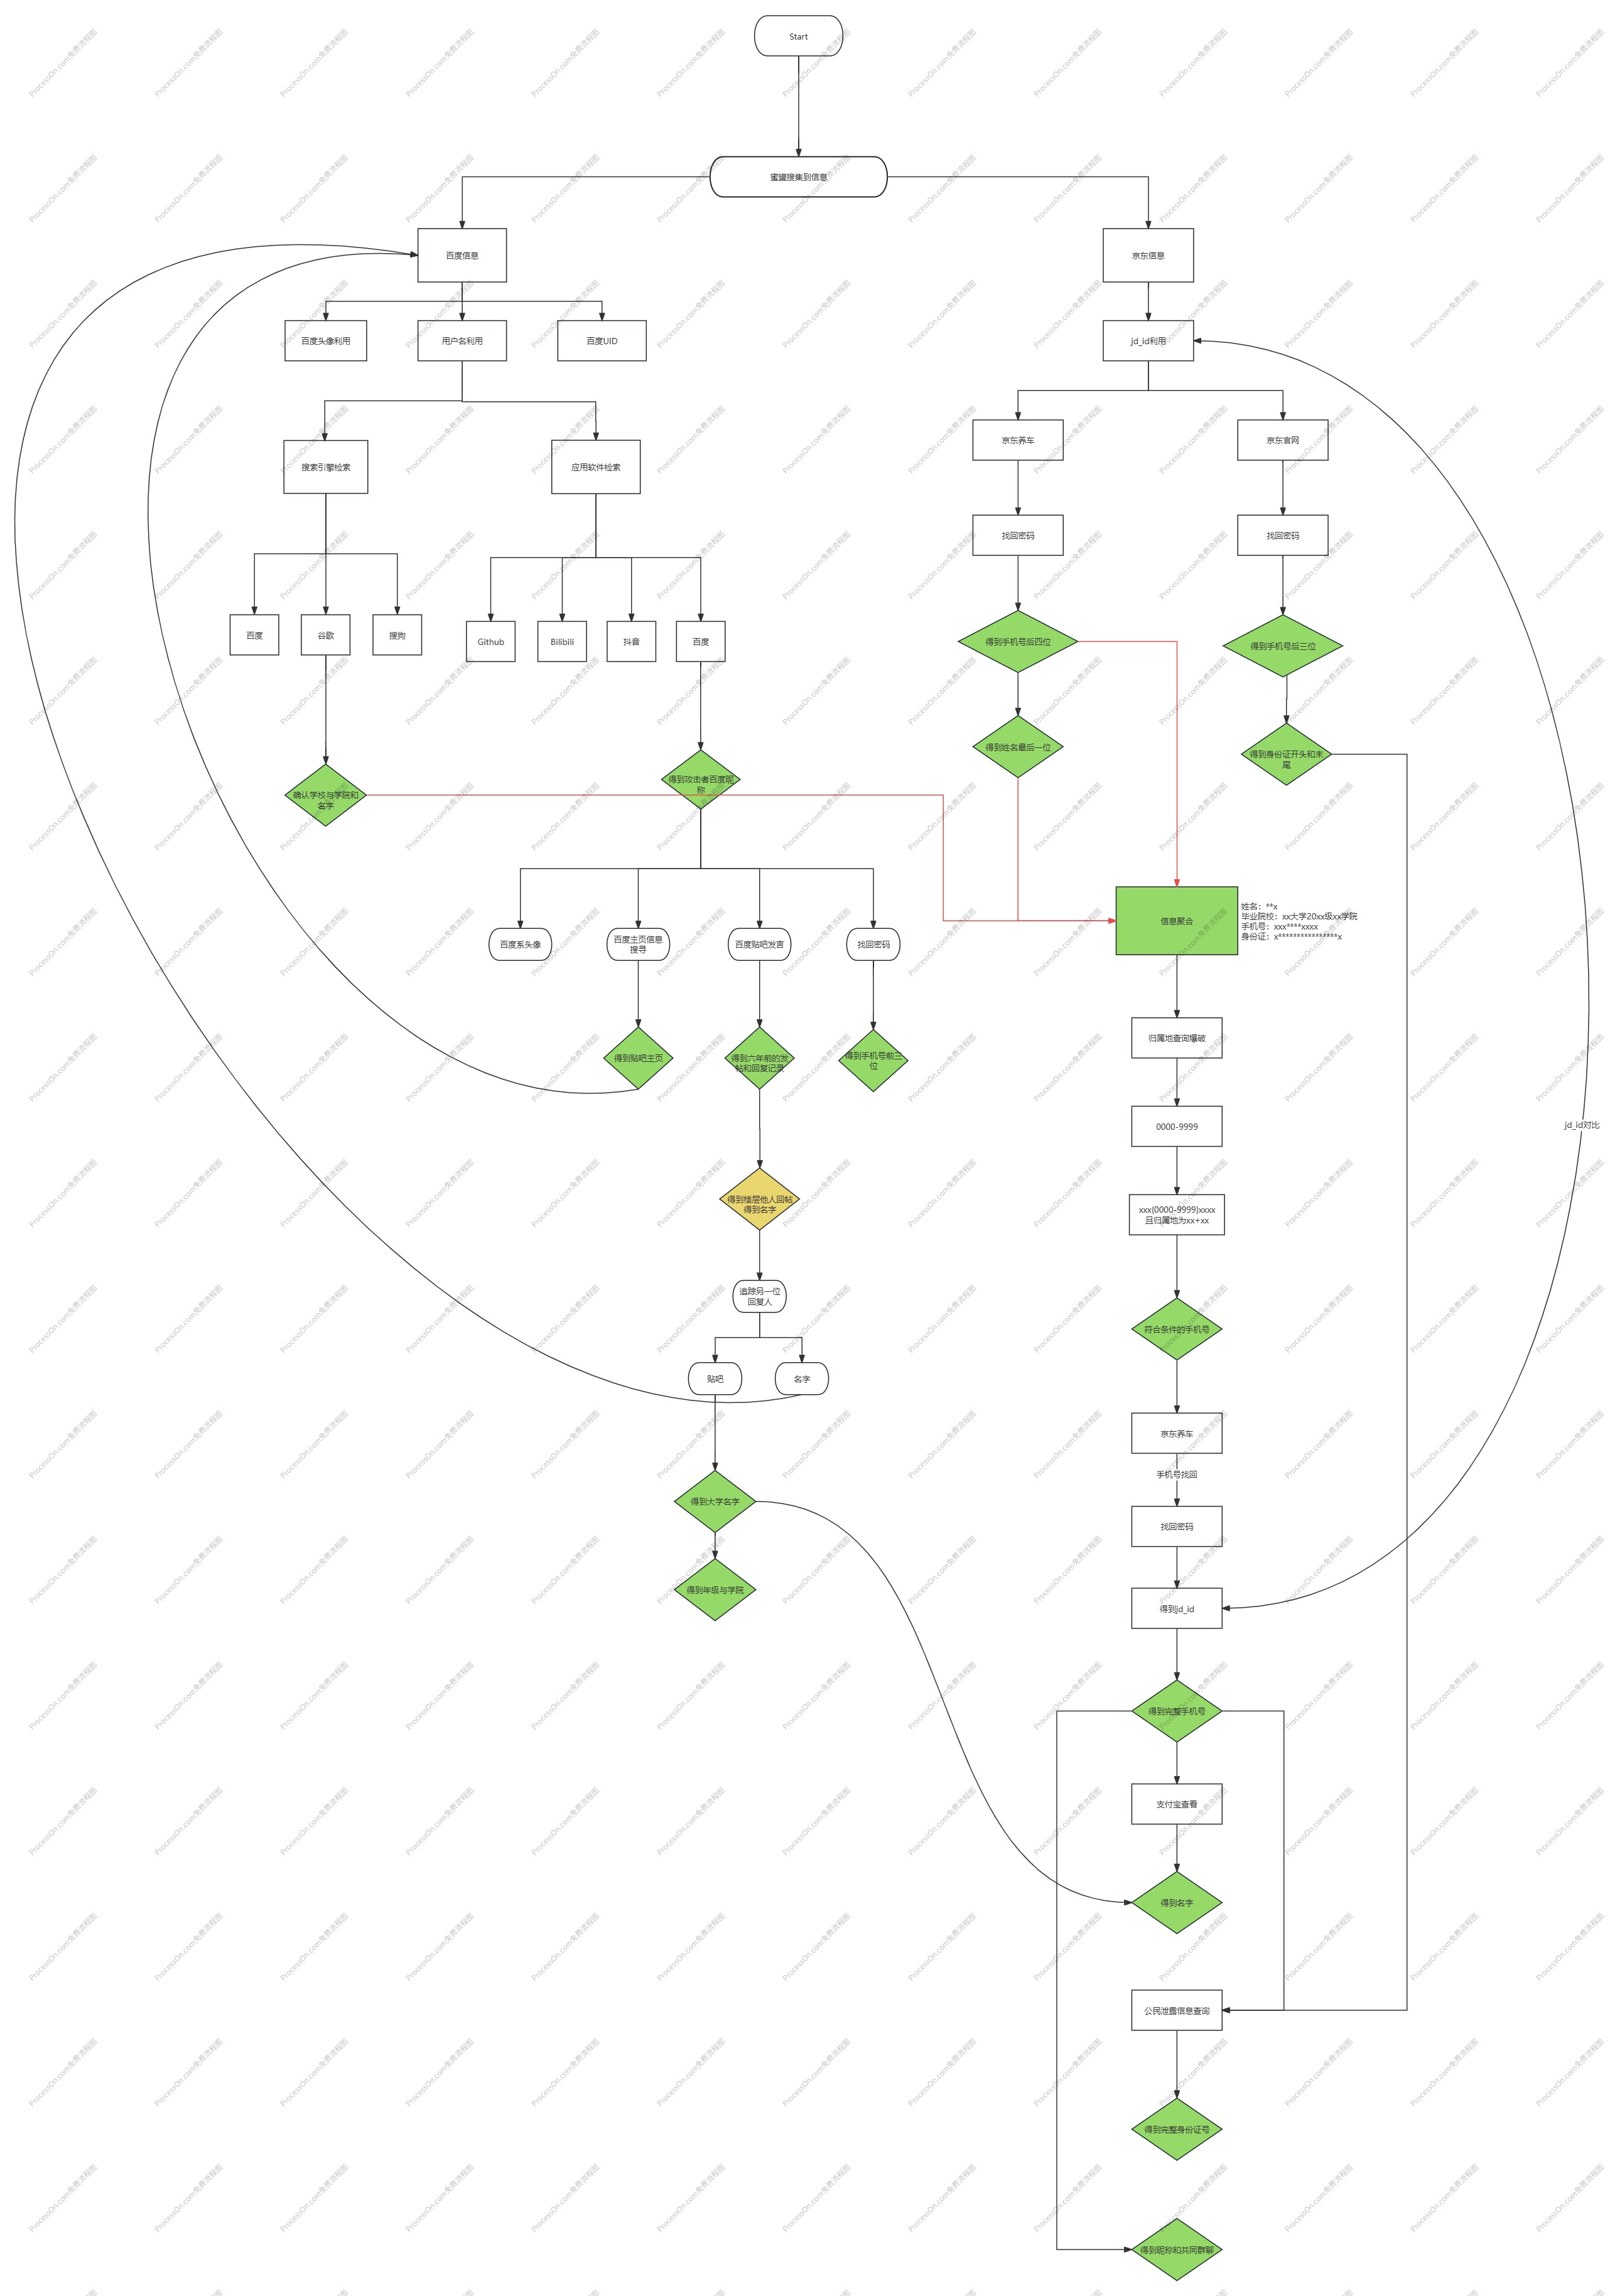 Start
蜜罐搜集到信息
百度信息
京东信息
百度头像利用
用户名利用
百度UID
jd_id利用
京东养车
京东官网
搜素引擎检索
应用软件检索
找回密码
找回密码
百度
谷歌
搜狗
Github
Bilibili
抖音
百度
得到手机号后四位
得到手机号后三位
得到姓名最后一位
得到身份证开头和末
尾
得到攻击者百度昵
称
确认学校与学院和
名字
信息聚合
姓名：**x
毕业院校：xx大学20xx级xx学院
手机号：xxx****xxxx
身份证：x****************x
百度系头像
百度主页信息
搜寻
百度贴吧发言
找回密码
归属地查询爆破
得到贴吧主页
得到六年前的发
帖和回复记录
得到手机号前三
位
0000-9999
jd_id对比
得到楼层他人回帖
得到名字
xxx(0000-9999)xxxx
且归属地为xx+xx
追踪另一位
回复人
符合条件的手机号
贴吧
名字
京东养车
手机号找回
得到大学名字
找回密码
得到年级与学院
得到jd_id
得到完整手机号
支付宝查看
得到名字
公民泄露信息查询
得到完整身份证号
得到昵称和共同群聊
ProcessOn.com免费流程图